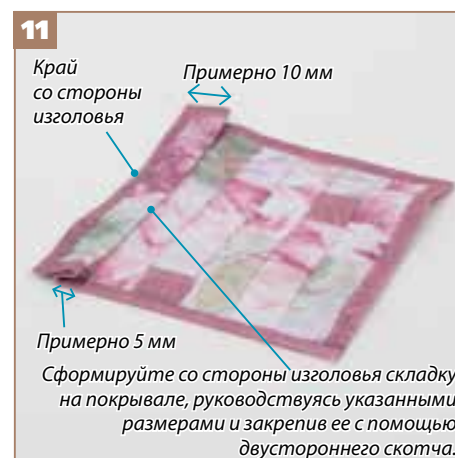 11
Край
со стороны
изголовья
Примерно 10 мм
Примерно 5 мм
Сформируйте со стороны изголовья складку
на покрывале, руководствуясь указанными
размерами и закрепив ее с помощью
двустороннего скотча.